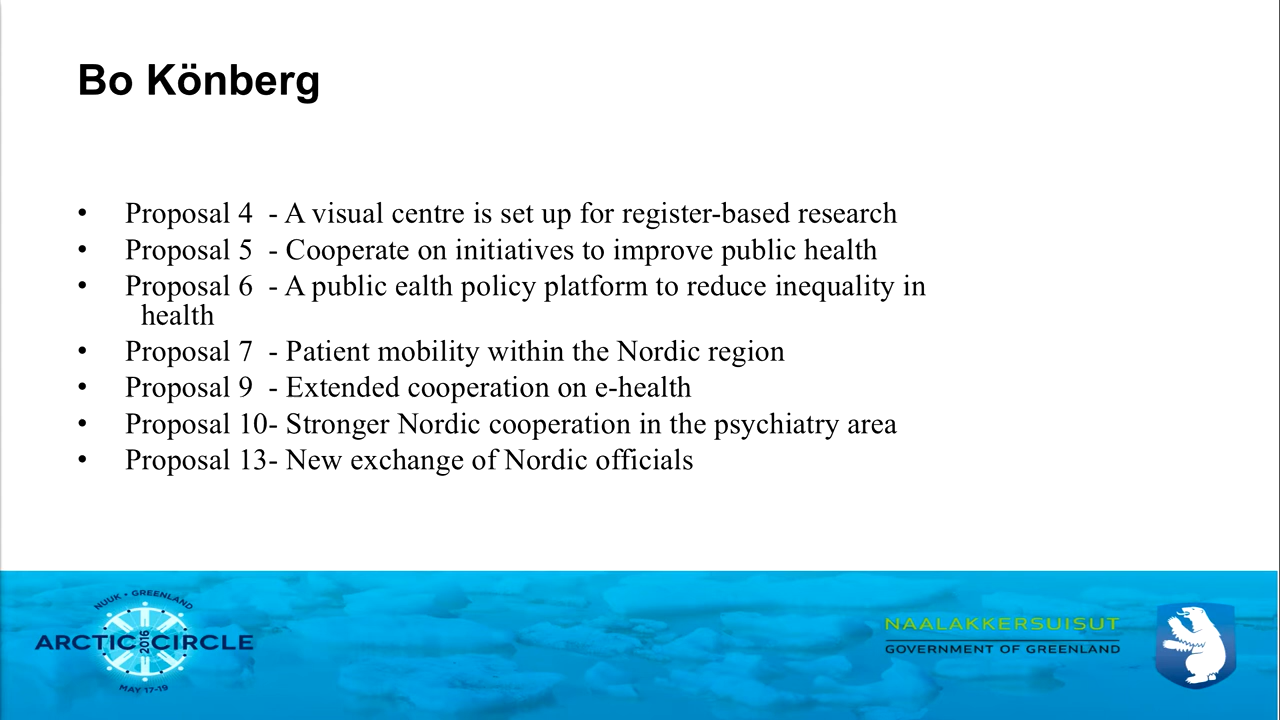 Bo Könberg
• Proposal 4 - A visual centre is set up for register-based research
• Proposal 5 - Cooperate on initiatives to improve public health
• Proposal 6 - A public ealth policy platform to reduce inequality in
health
• Proposal 7 - Patient mobility within the Nordic region
• Proposal 9 - Extended cooperation on e-health
• Proposal 10- Stronger Nordic cooperation in the psychiatry area
• Proposal 13- New exchange of Nordic officials
NUUK • GREENLAND
ARCTIC 2016 CIRCLE
MAY 17-19
NAALAKKERSUISUT
GOVERNMENT OF GREENLAND